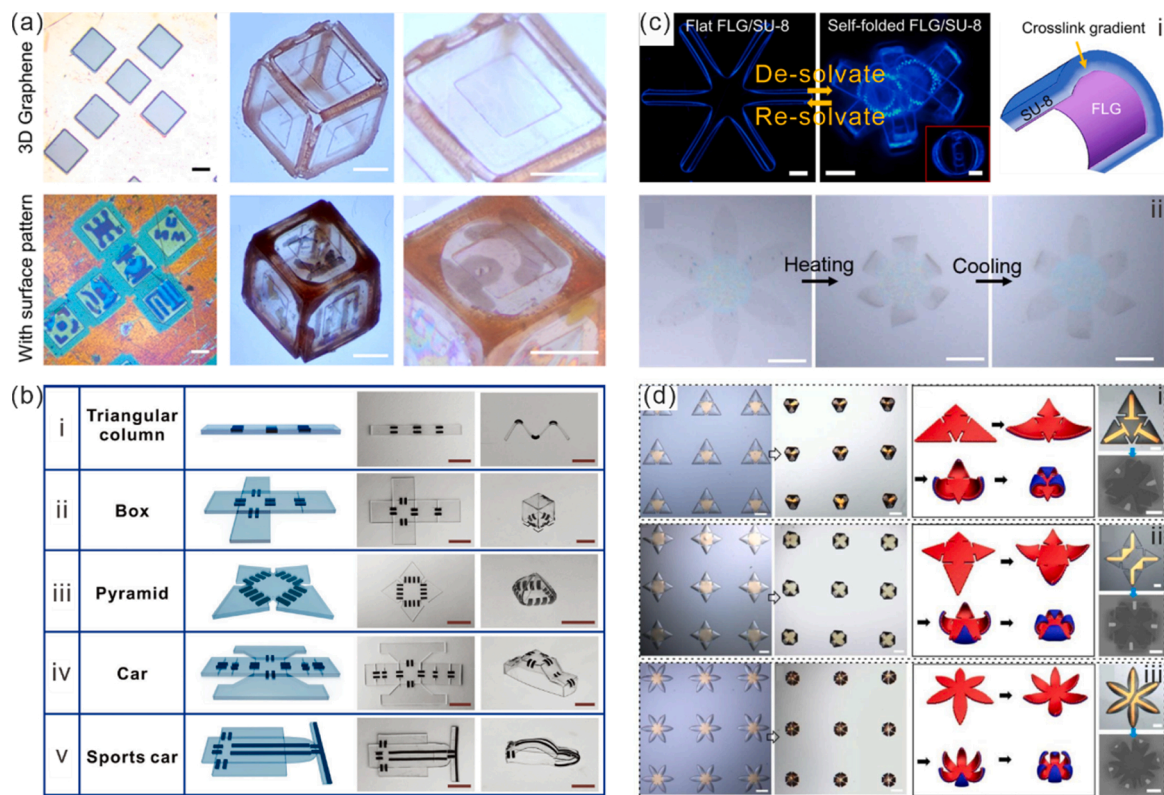 (a)
3D Graphene
With surface pattern
(b)
i
Triangular
column
ii
Box
iii
Pyramid
iv
Car
v
Sports car
(c)
Flat FLG/SU-8
Self-folded FLG/SU-8
De-solvate
Re-solvate
i
Crosslink gradient
SU-8
FLG
ii
Heating
Cooling
(d)
i
ii
iii